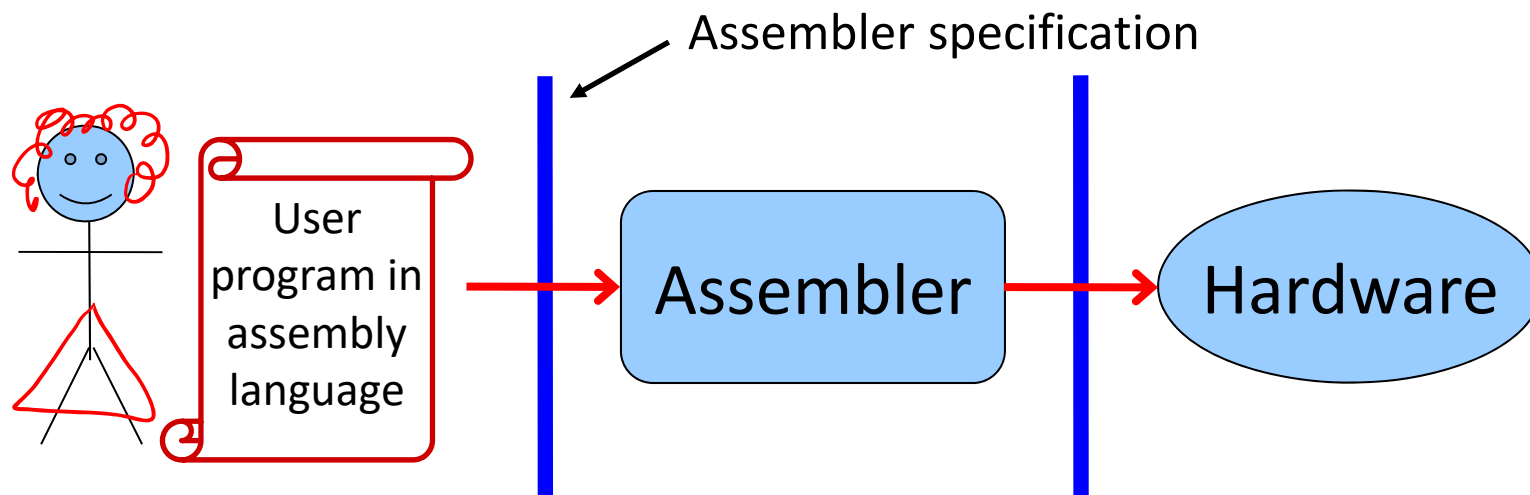 Assembler specification
User
program in
assembly
language
Assembler
Hardware